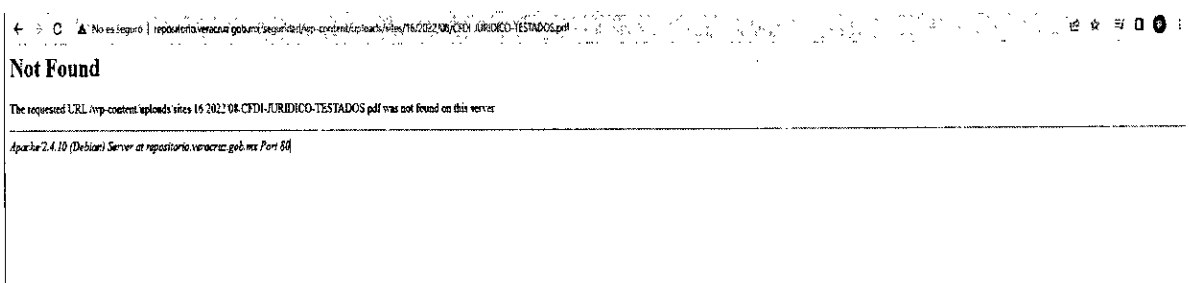 No es seguro | repositorio.veracruz.gob.mx/seguridad/wp-content/uploads/sites/16/2022/08/CFDI-JURIDICO-TESTADOS.pdf
Not Found
The requested URL /wp-content/uploads/sites/16/2022/08/CFDI-JURIDICO-TESTADOS.pdf was not found on this server
Apache/2.4.10 (Debian) Server at repositorio.veracruz.gob.mx Port 80